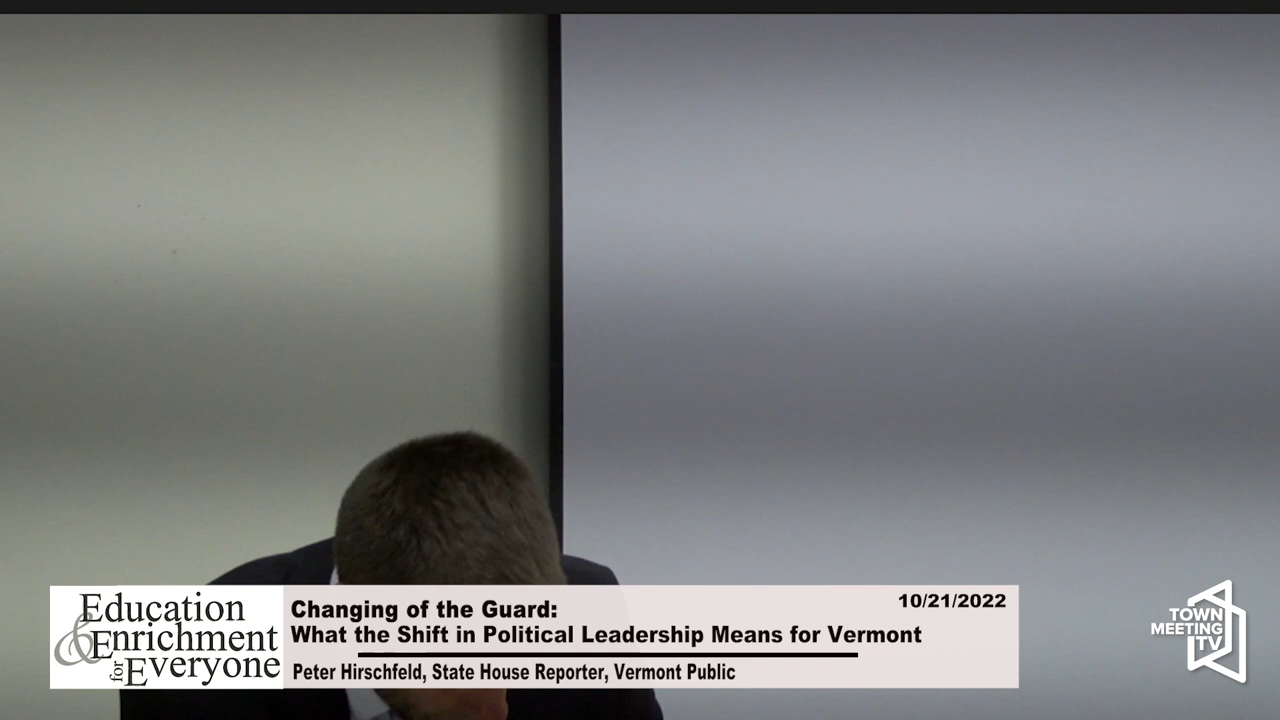 Education
& Enrichment
for Everyone
Changing of the Guard:
10/21/2022
What the Shift in Political Leadership Means for Vermont
Peter Hirschfeld, State House Reporter, Vermont Public
TOWN
MEETING
TV